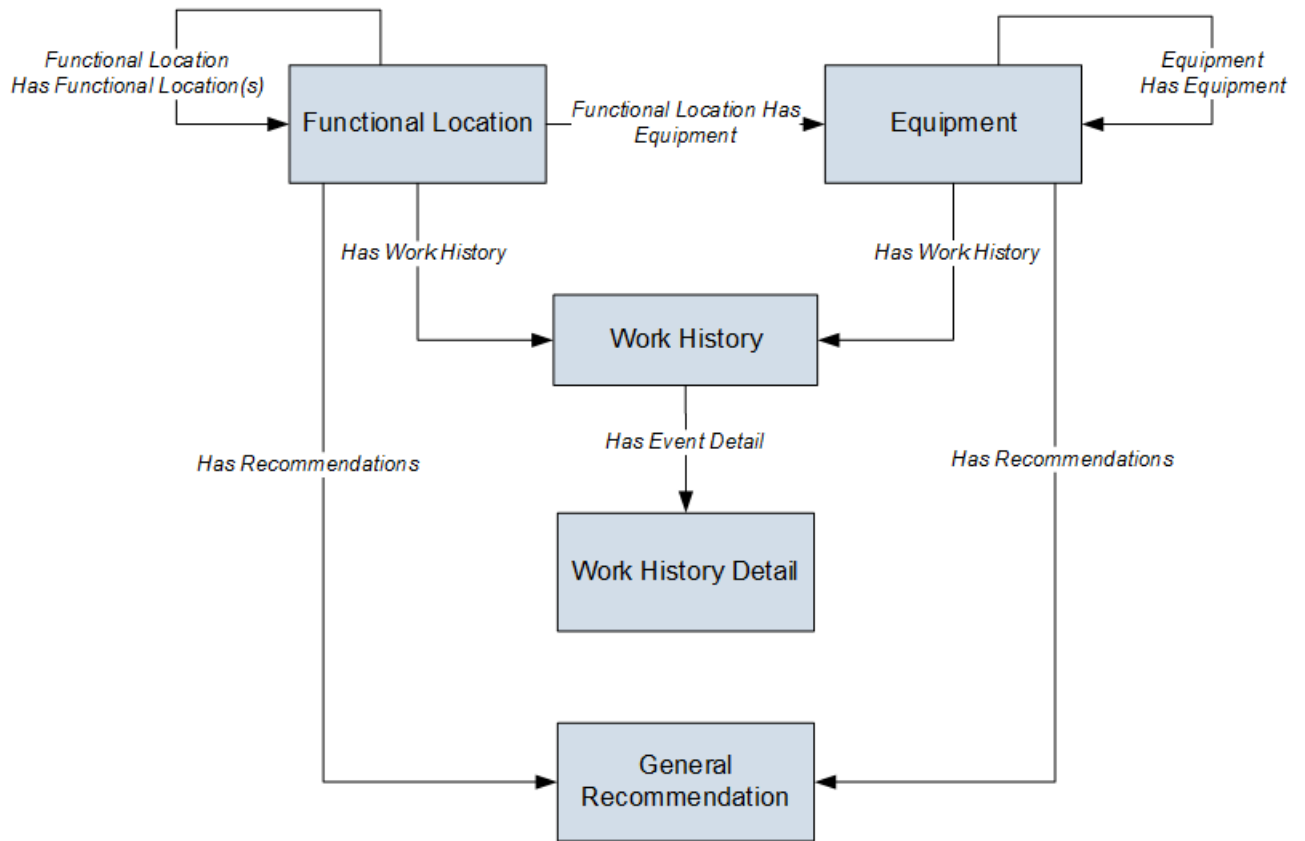 Functional Location
Has Functional Location(s)
Functional Location
Functional Location Has
Equipment
Equipment
Equipment
Has Equipment
Has Work History
Has Work History
Work History
Has Event Detail
Has Recommendations
Has Recommendations
Work History Detail
General
Recommendation